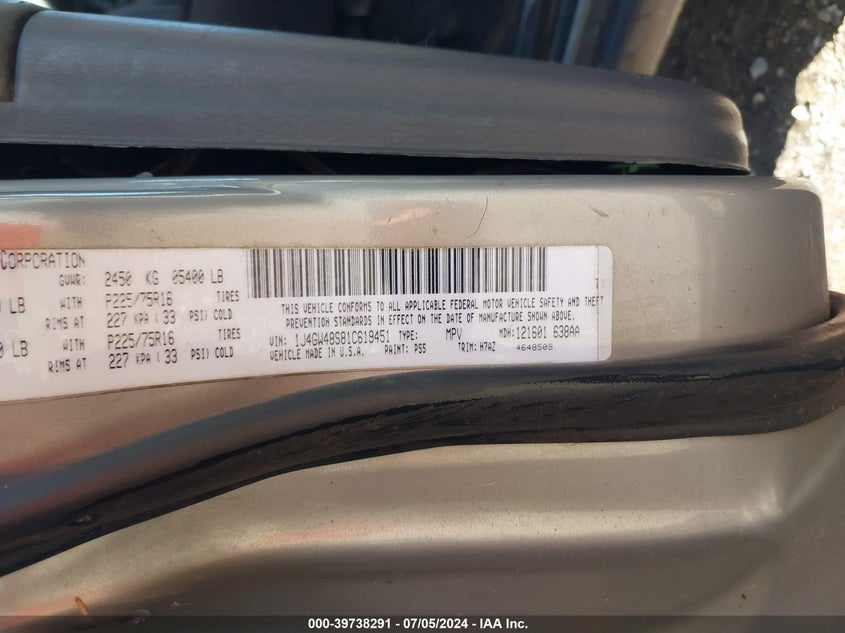 CORPORATION
GVWR: 2450 KG 05400 LB
LB WITH P225/75R16 TIRES
RIMS AT 227 KPA ( 33 PSI) COLD
LB WITH P225/75R16 TIRES
RIMS AT 227 KPA ( 33 PSI) COLD
THIS VEHICLE CONFORMS TO ALL APPLICABLE FEDERAL MOTOR VEHICLE SAFETY AND THEFT
PREVENTION STANDARDS IN EFFECT ON THE DATE OF MANUFACTURE SHOWN ABOVE.
VIN: 1J4GW48S81C619451 TYPE: MPV MDH: 121601 638AA
VEHICLE MADE IN U.S.A. PAINT: PS5 TRIM: H7AZ 4648509
000-39738291 - 07/05/2024 - IAA Inc.